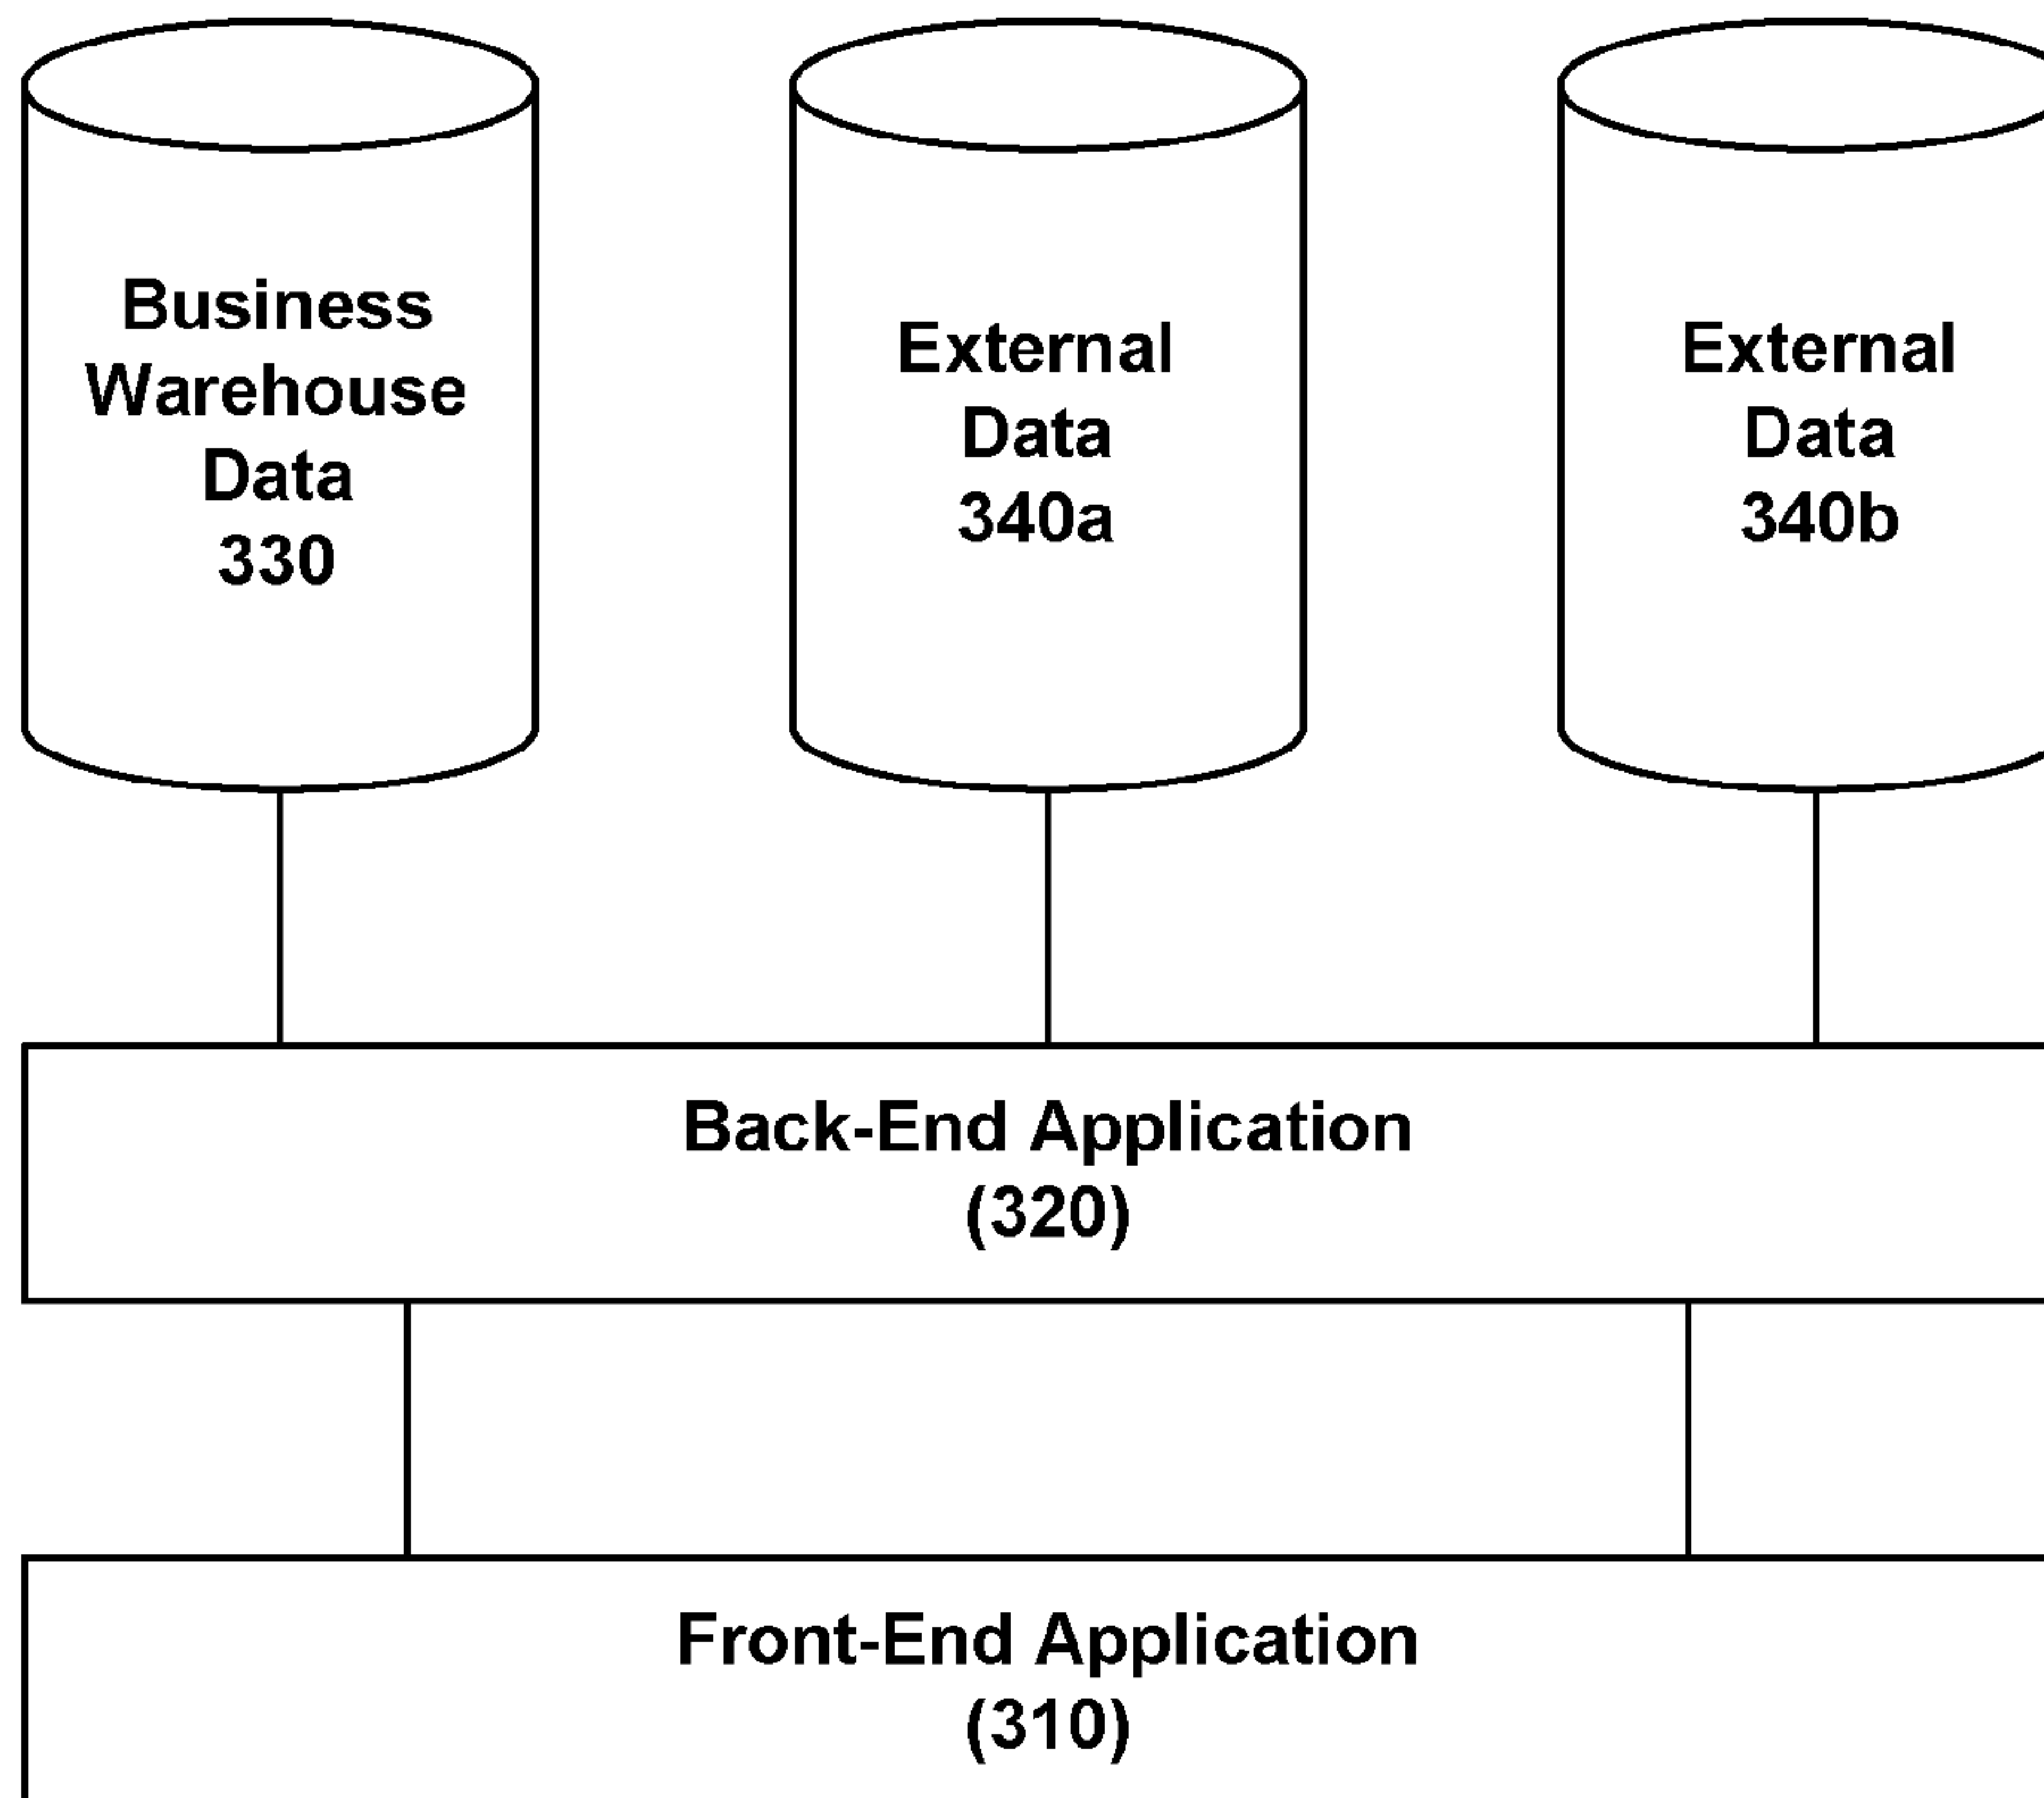 Business
Warehouse
Data
330
External
Data
340a
External
Data
340b
Back-End Application
(320)
Front-End Application
(310)